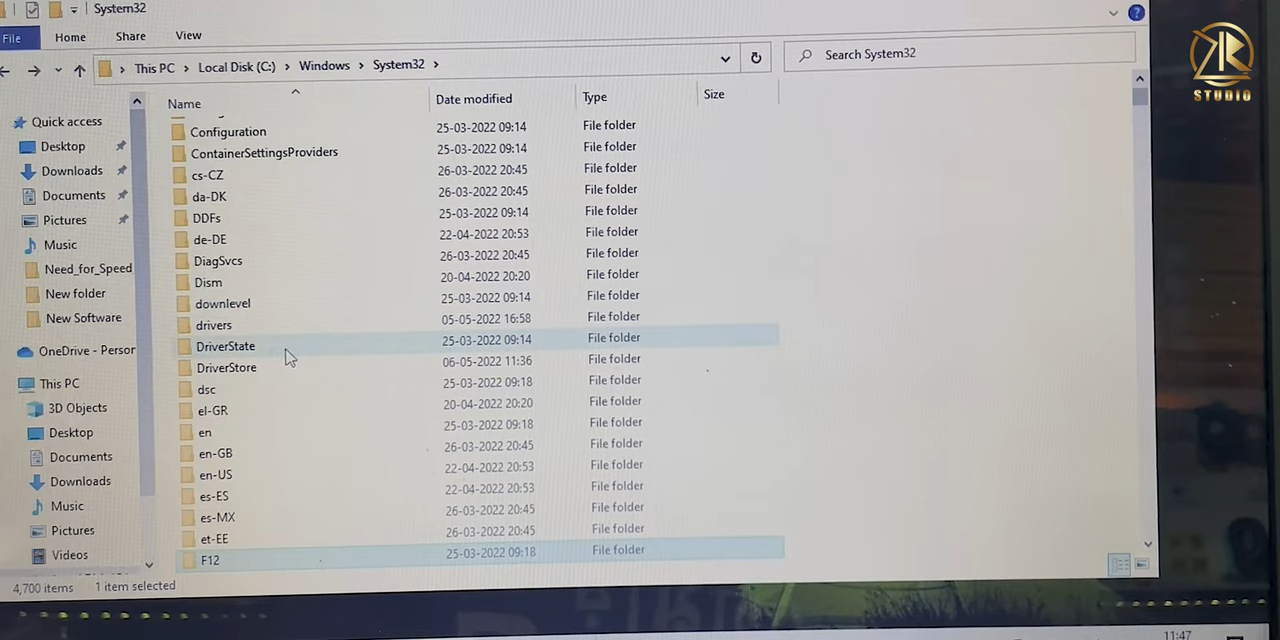 System32
File Home Share View
This PC > Local Disk (C:) > Windows > System32 >
Search System32
Name Date modified Type Size
Configuration 25-03-2022 09:14 File folder
ContainerSettingsProviders 25-03-2022 09:14 File folder
cs-CZ 26-03-2022 20:45 File folder
da-DK 26-03-2022 20:45 File folder
DDFs 25-03-2022 09:14 File folder
de-DE 22-04-2022 20:53 File folder
DiagSvcs 26-03-2022 20:45 File folder
Dism 20-04-2022 20:20 File folder
downlevel 25-03-2022 09:14 File folder
drivers 05-05-2022 16:58 File folder
DriverState 25-03-2022 09:14 File folder
DriverStore 06-05-2022 11:36 File folder
dsc 25-03-2022 09:18 File folder
el-GR 20-04-2022 20:20 File folder
en 25-03-2022 09:18 File folder
en-GB 26-03-2022 20:45 File folder
en-US 22-04-2022 20:53 File folder
es-ES 22-04-2022 20:53 File folder
es-MX 26-03-2022 20:45 File folder
et-EE 26-03-2022 20:45 File folder
F12 25-03-2022 09:18 File folder
Quick access
Desktop
Downloads
Documents
Pictures
Music
Need_for_Speed
New folder
New Software
OneDrive - Person
This PC
3D Objects
Desktop
Documents
Downloads
Music
Pictures
Videos
4,700 items 1 item selected
11:47
STUDIO